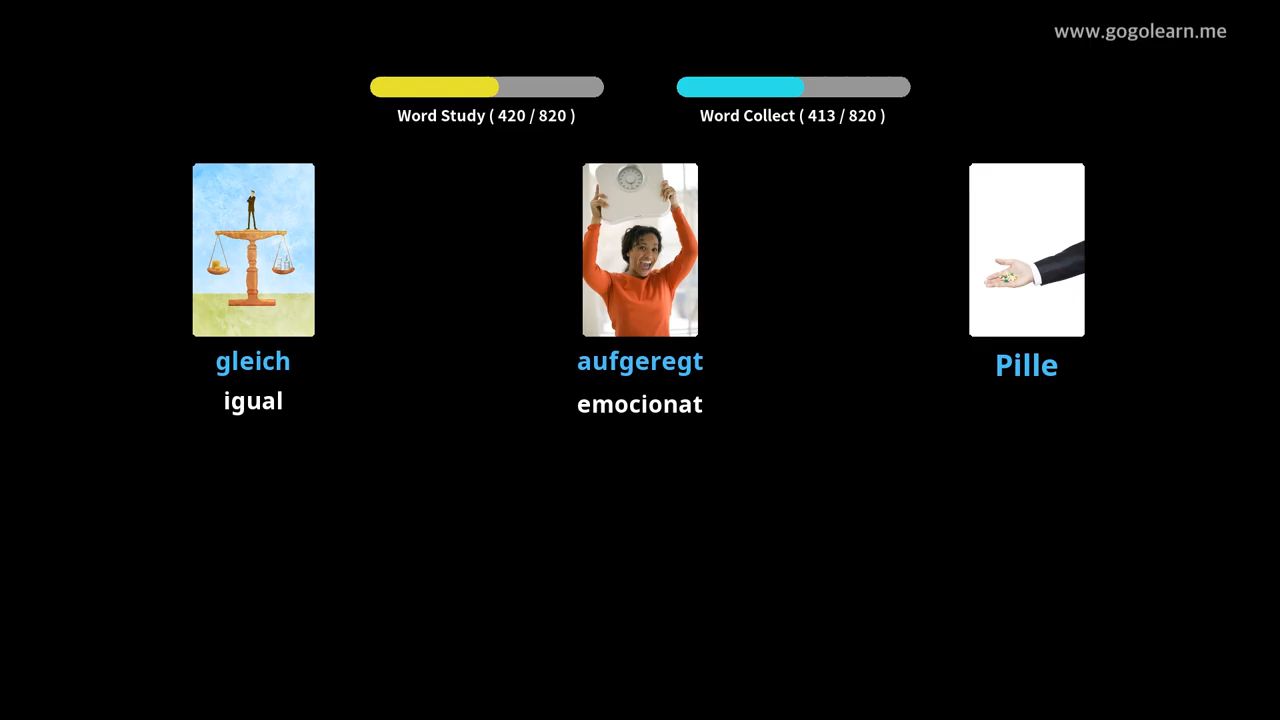 www.gogolearn.me
Word Study ( 420 / 820 )
Word Collect ( 413 / 820 )
gleich
igual
aufgeregt
emocionat
Pille